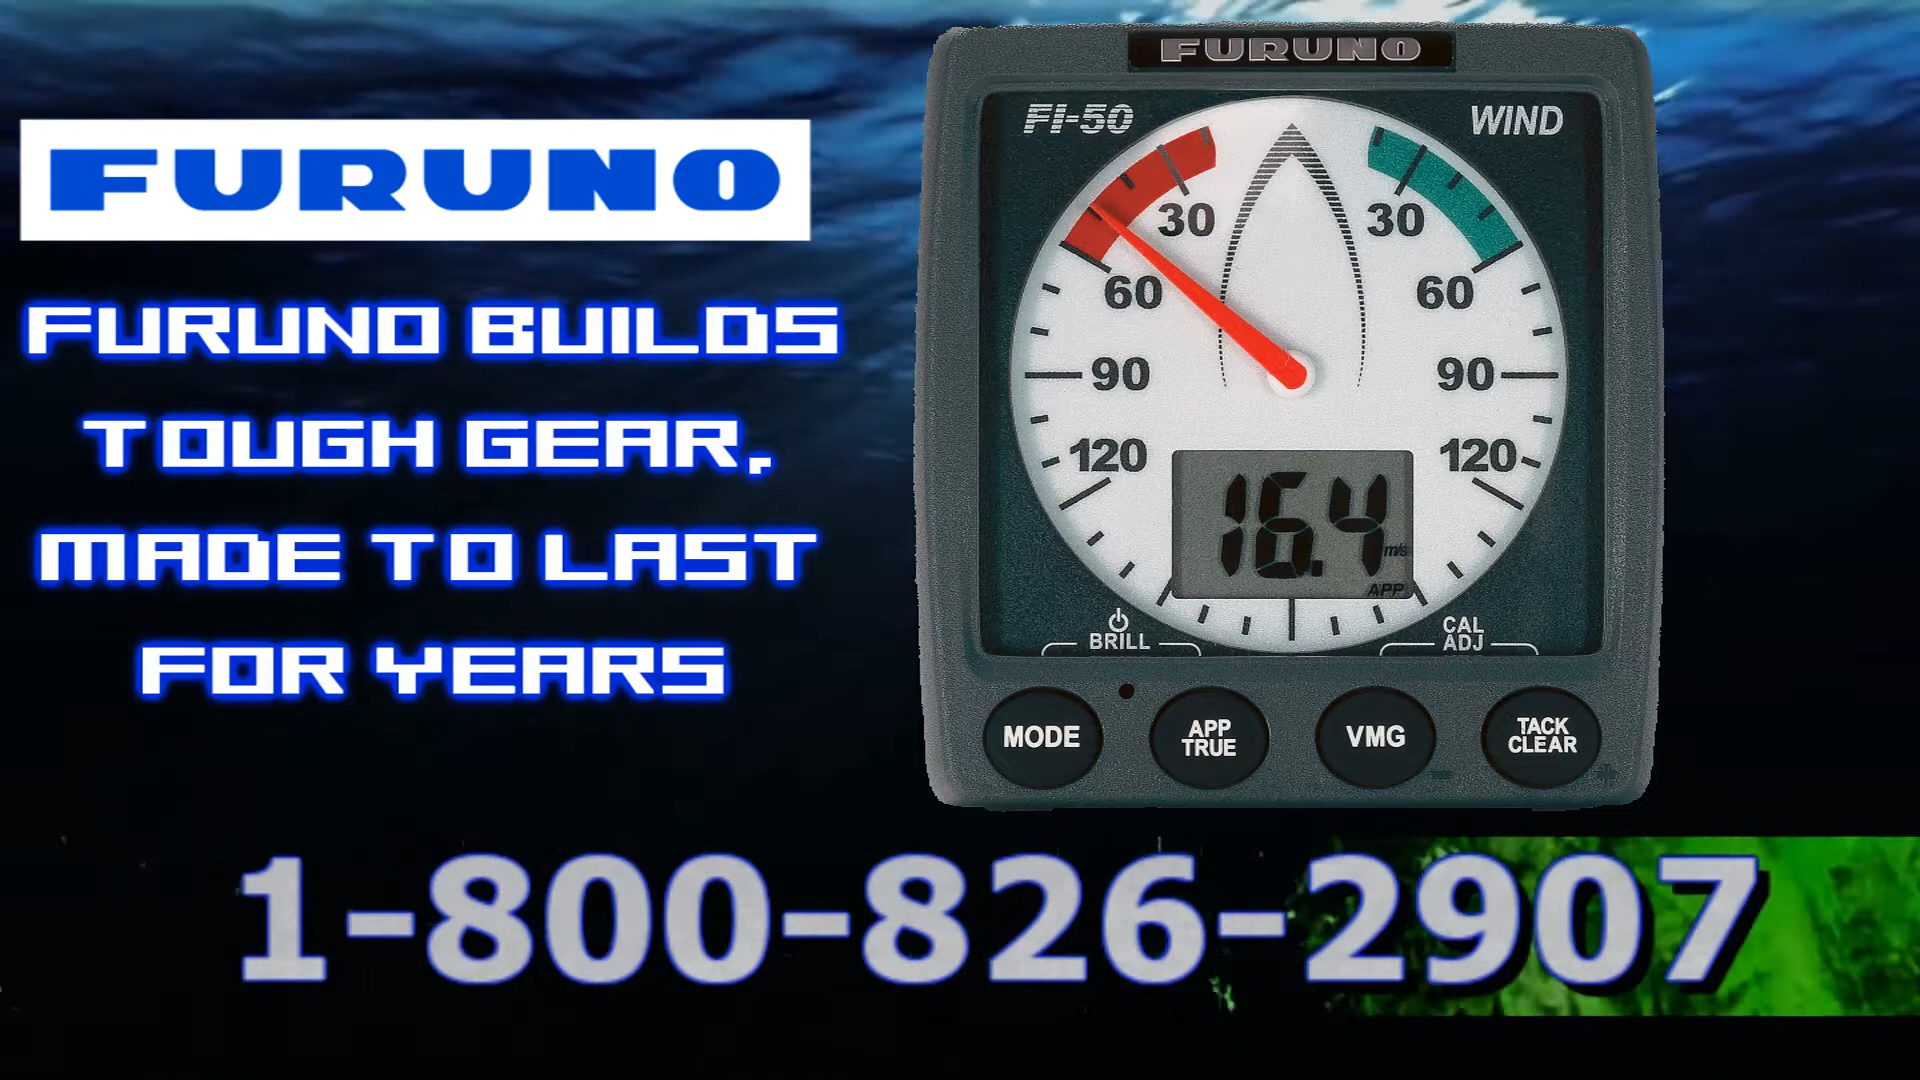 FURUNO
FURUNO BUILDS
TOUGH GEAR,
MADE TO LAST
FOR YEARS
FURUNO
FI-50
WIND
30
30
60
60
90
90
120
120
16.4
m/s
APP
BRILL
CAL
ADJ
MODE
APP
TRUE
VMG
TACK
CLEAR
-
+
1-800-826-2907